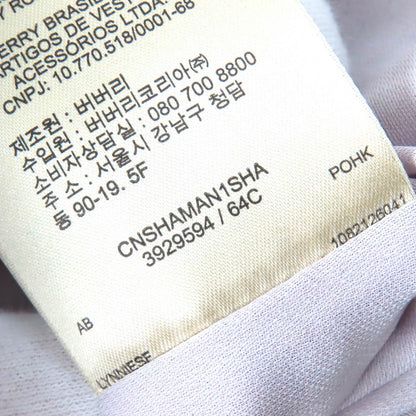 ERRY BRASIL
ARTIGOS DE VEST
ACESSÓRIOS LTDA.
CNPJ: 10.770.518/0001-68
제조원 : 버버리
수입원 : 버버리코리아(주)
소비자상담실 : 080 700 8800
주 소 : 서울시 강남구 청담
동 90-19. 5F
CNSHAMAN1SHA
3929594 / 64C
POHK
1082126041
AB
LYNMESF